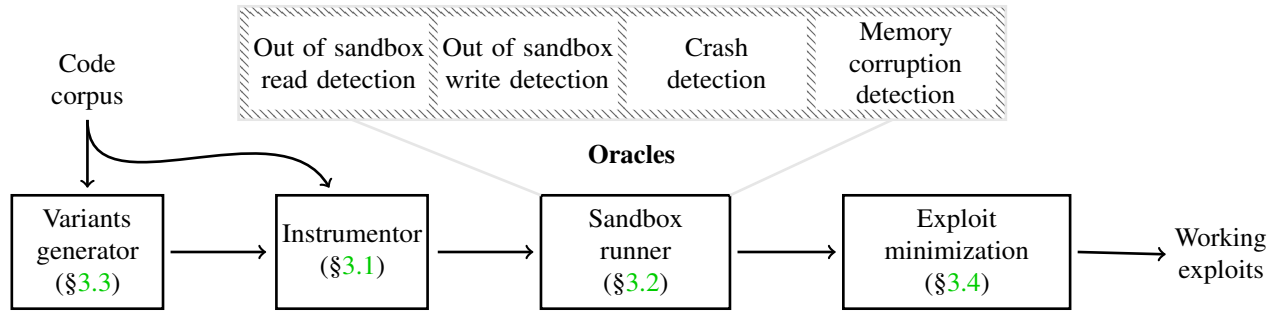 Code
corpus
Out of sandbox
read detection
Out of sandbox
write detection
Crash
detection
Memory
corruption
detection
Oracles
Variants
generator
(§3.3)
Instrumentor
(§3.1)
Sandbox
runner
(§3.2)
Exploit
minimization
(§3.4)
Working
exploits